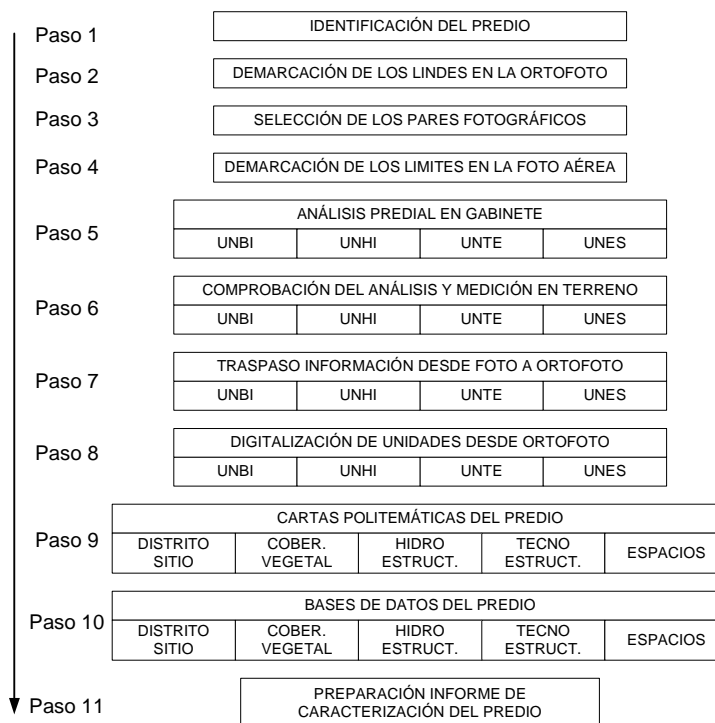 Paso 1
IDENTIFICACIÓN DEL PREDIO
Paso 2
DEMARCACIÓN DE LOS LINDES EN LA ORTOFOTO
Paso 3
SELECCIÓN DE LOS PARES FOTOGRÁFICOS
Paso 4
DEMARCACIÓN DE LOS LIMITES EN LA FOTO AÉREA
Paso 5
ANÁLISIS PREDIAL EN GABINETE
UNBI UNHI UNTE UNES
Paso 6
COMPROBACIÓN DEL ANÁLISIS Y MEDICIÓN EN TERRENO
UNBI UNHI UNTE UNES
Paso 7
TRASPASO INFORMACIÓN DESDE FOTO A ORTOFOTO
UNBI UNHI UNTE UNES
Paso 8
DIGITALIZACIÓN DE UNIDADES DESDE ORTOFOTO
UNBI UNHI UNTE UNES
Paso 9
CARTAS POLITEMÁTICAS DEL PREDIO
DISTRITO
SITIO
COBER.
VEGETAL
HIDRO
ESTRUCT.
TECNO
ESTRUCT.
ESPACIOS
Paso 10
BASES DE DATOS DEL PREDIO
DISTRITO
SITIO
COBER.
VEGETAL
HIDRO
ESTRUCT.
TECNO
ESTRUCT.
ESPACIOS
Paso 11
PREPARACIÓN INFORME DE
CARACTERIZACIÓN DEL PREDIO